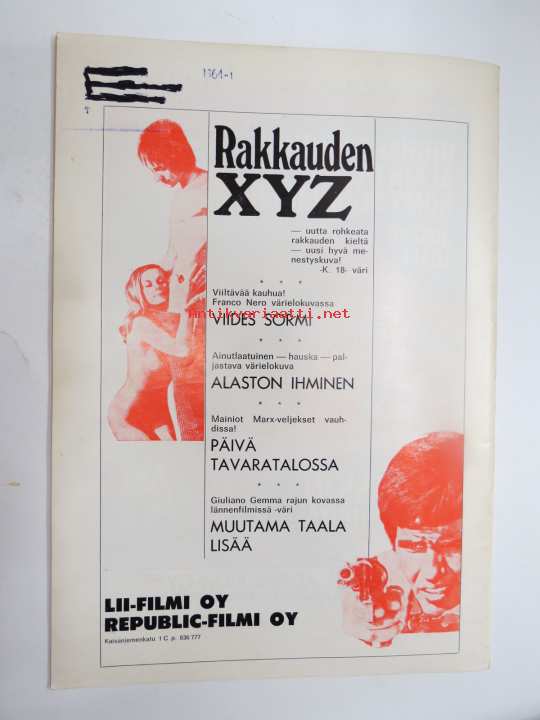 1364-1
Rakkauden
XYZ
— uutta rohkeata
rakkauden kieltä
— uusi hyvä me-
nestyskuva!
-K. 18- väri
* * *
Viiltävää kauhua!
Franco Nero värielokuvassa
antikvariaatti.net
VIIDES SORMI
* * *
Ainutlaatuinen — hauska — pal-
jastava värielokuva
ALASTON IHMINEN
* * *
Mainiot Marx-veljekset vauh-
dissa!
PÄIVÄ
TAVARATALOSSA
* * *
Giuliano Gemma rajun kovassa
lännenfilmissä -väri
MUUTAMA TAALA
LISÄÄ
LII-FILMI OY
REPUBLIC-FILMI OY
Kaisaniemenkatu 1 C p. 636 777